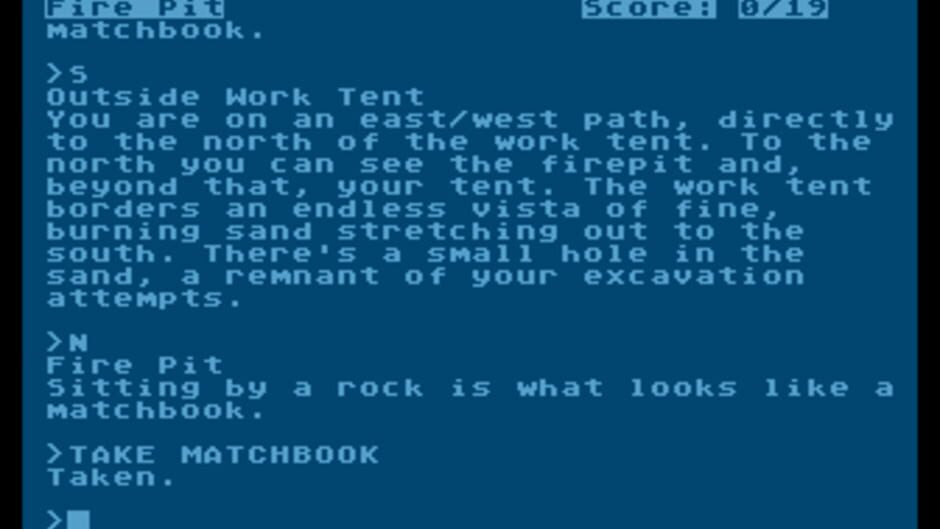 Fire Pit Score: 0/19
matchbook.
>S
Outside Work Tent
You are on an east/west path, directly
to the north of the work tent. To the
north you can see the firepit and,
beyond that, your tent. The work tent
borders an endless vista of fine,
burning sand stretching out to the
south. There's a small hole in the
sand, a remnant of your excavation
attempts.
>N
Fire Pit
Sitting by a rock is what looks like a
matchbook.
>TAKE MATCHBOOK
Taken.
>